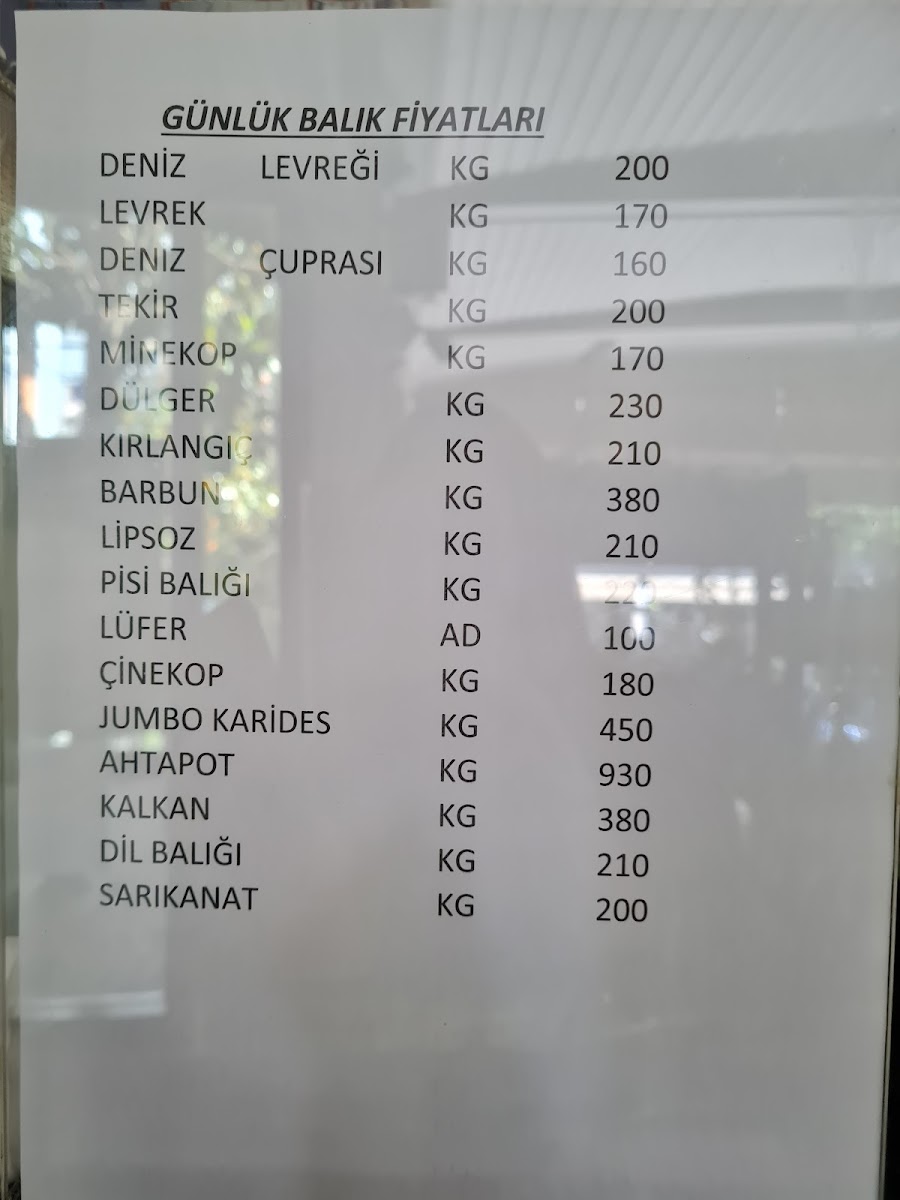 GÜNLÜK BALIK FİYATLARI
DENİZ LEVREĞİ KG 200
LEVREK KG 170
DENIZ ÇUPRASI KG 160
TEKİR KG 200
MİNEKOP KG 170
DÜLGER KG 230
KIRLANGIÇ KG 210
BARBUN KG 380
LİPSOZ KG 210
PİSİ BALIĞI KG
LÜFER AD 100
ÇİNEKOP KG 180
JUMBO KARİDES KG 450
AHTAPOT KG 930
KALKAN KG 380
DİL BALIĞI KG 210
SARIKANAT KG 200